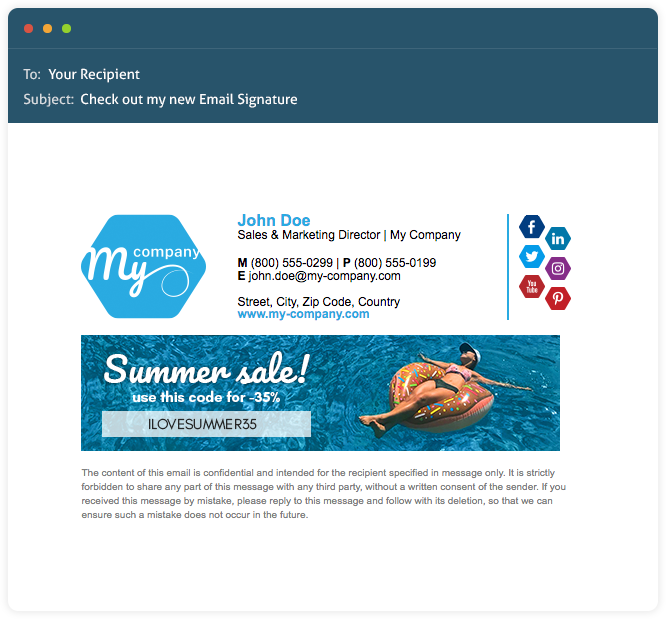 To: Your Recipient
Subject: Check out my new Email Signature
My company
John Doe
Sales & Marketing Director | My Company
M (800) 555-0299 | P (800) 555-0199
E john.doe@my-company.com
Street, City, Zip Code, Country
www.my-company.com
f
in
You
Tube
Summer sale!
use this code for -35%
ILOVESUMMER35
The content of this email is confidential and intended for the recipient specified in message only. It is strictly
forbidden to share any part of this message with any third party, without a written consent of the sender. If you
received this message by mistake, please reply to this message and follow with its deletion, so that we can
ensure such a mistake does not occur in the future.